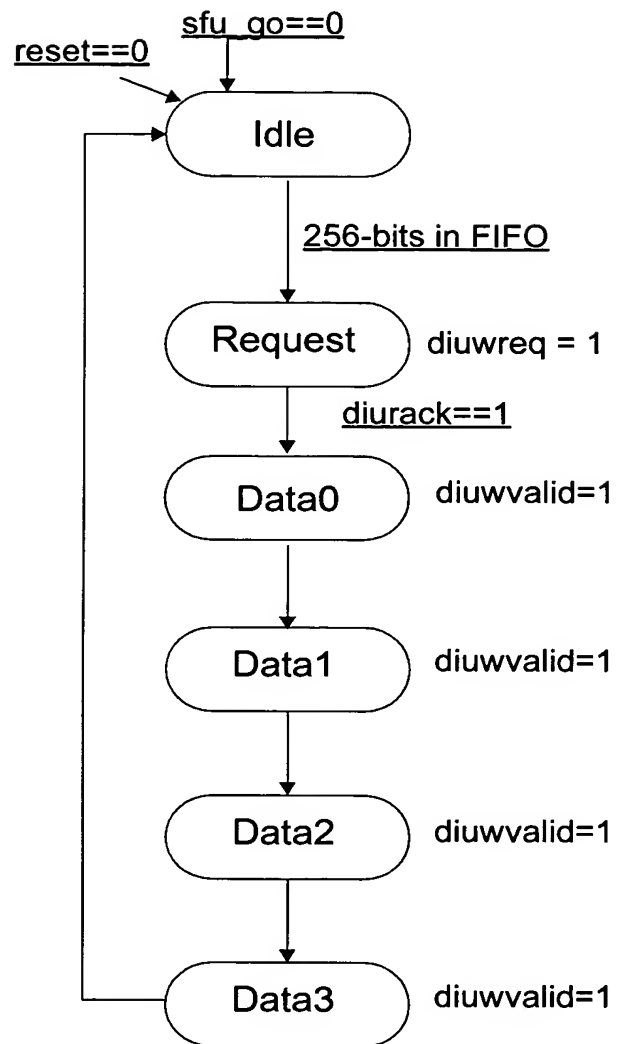 sfu_go==0
reset==0
Idle
256-bits in FIFO
Request
diuwreq = 1
diurack==1
Data0
diuwvalid=1
Data1
diuwvalid=1
Data2
diuwvalid=1
Data3
diuwvalid=1